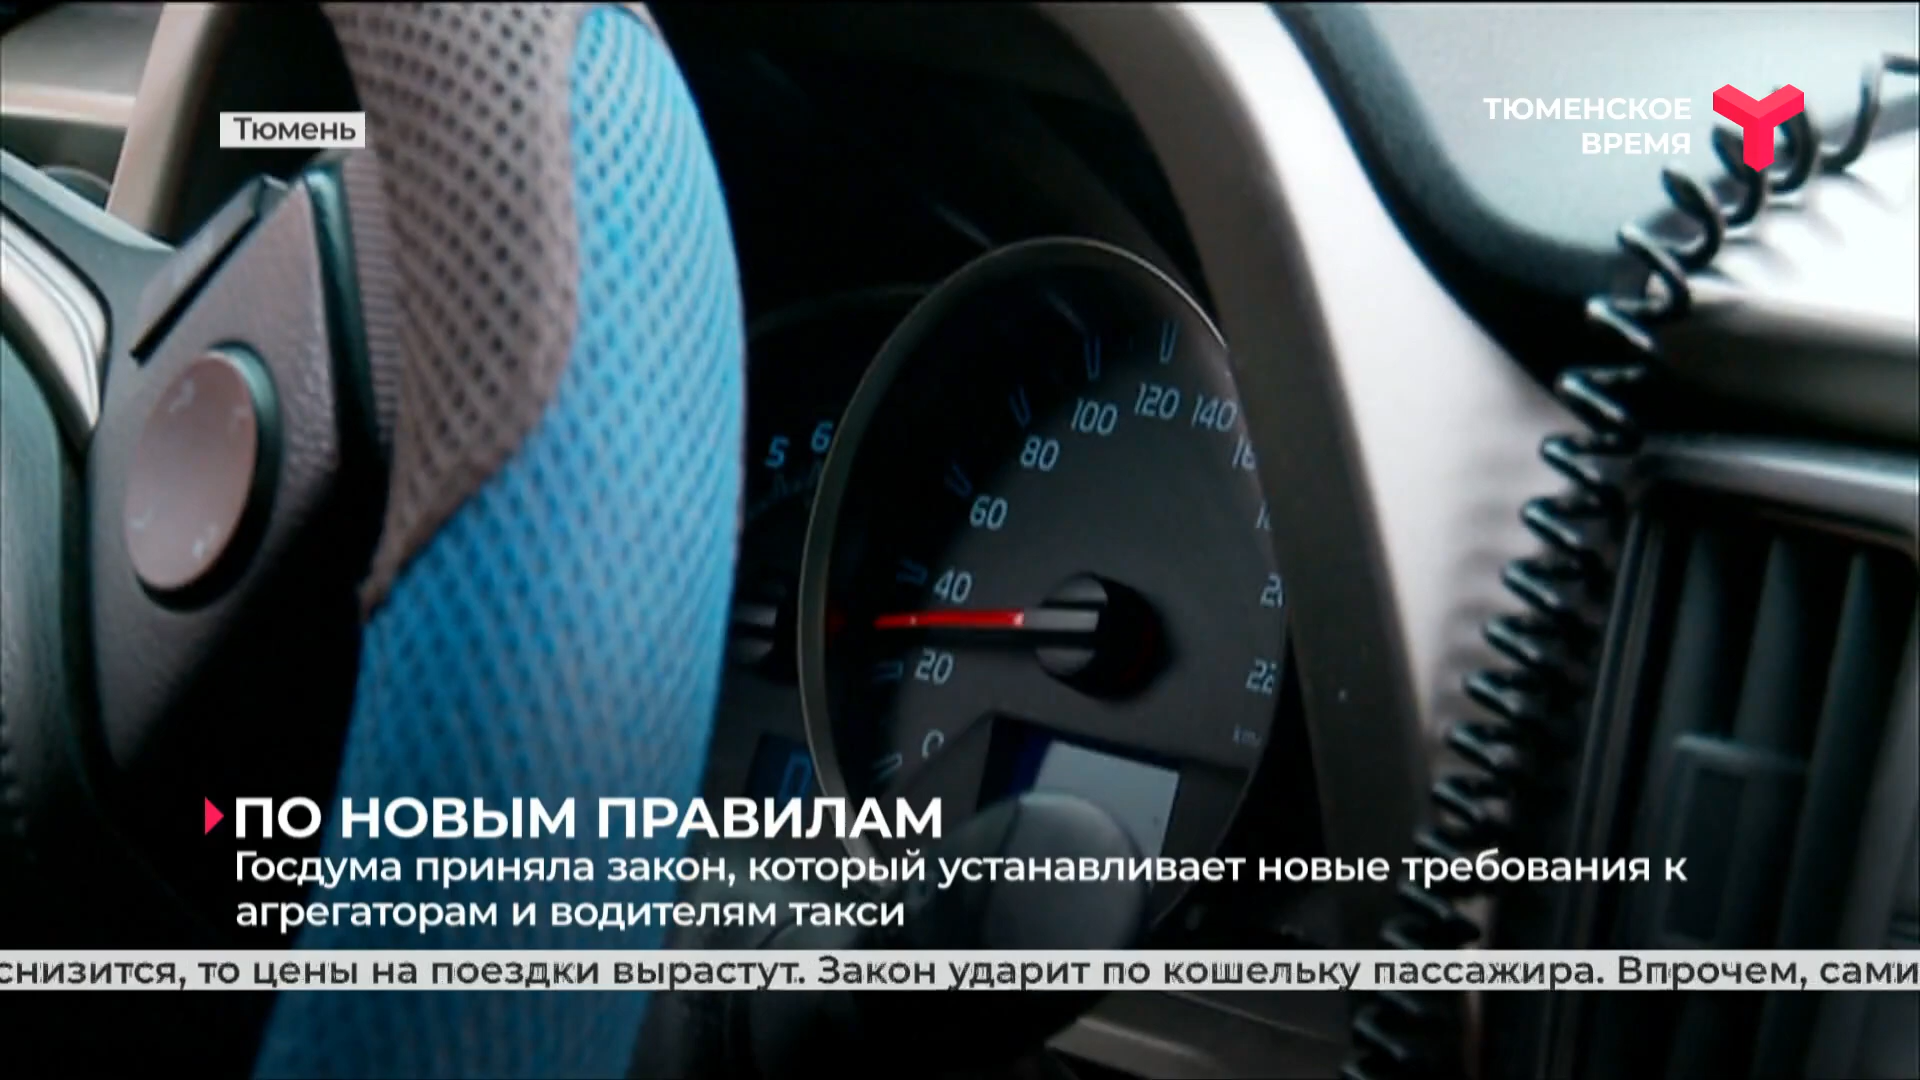 Тюмень
ТЮМЕНСКОЕ
ВРЕМЯ
5 6
120 140
100
80
60
40
20
0
ПО НОВЫМ ПРАВИЛАМ
Госдума приняла закон, который устанавливает новые требования к
агрегаторам и водителям такси
снизится, то цены на поездки вырастут. Закон ударит по кошельку пассажира. Впрочем, сами